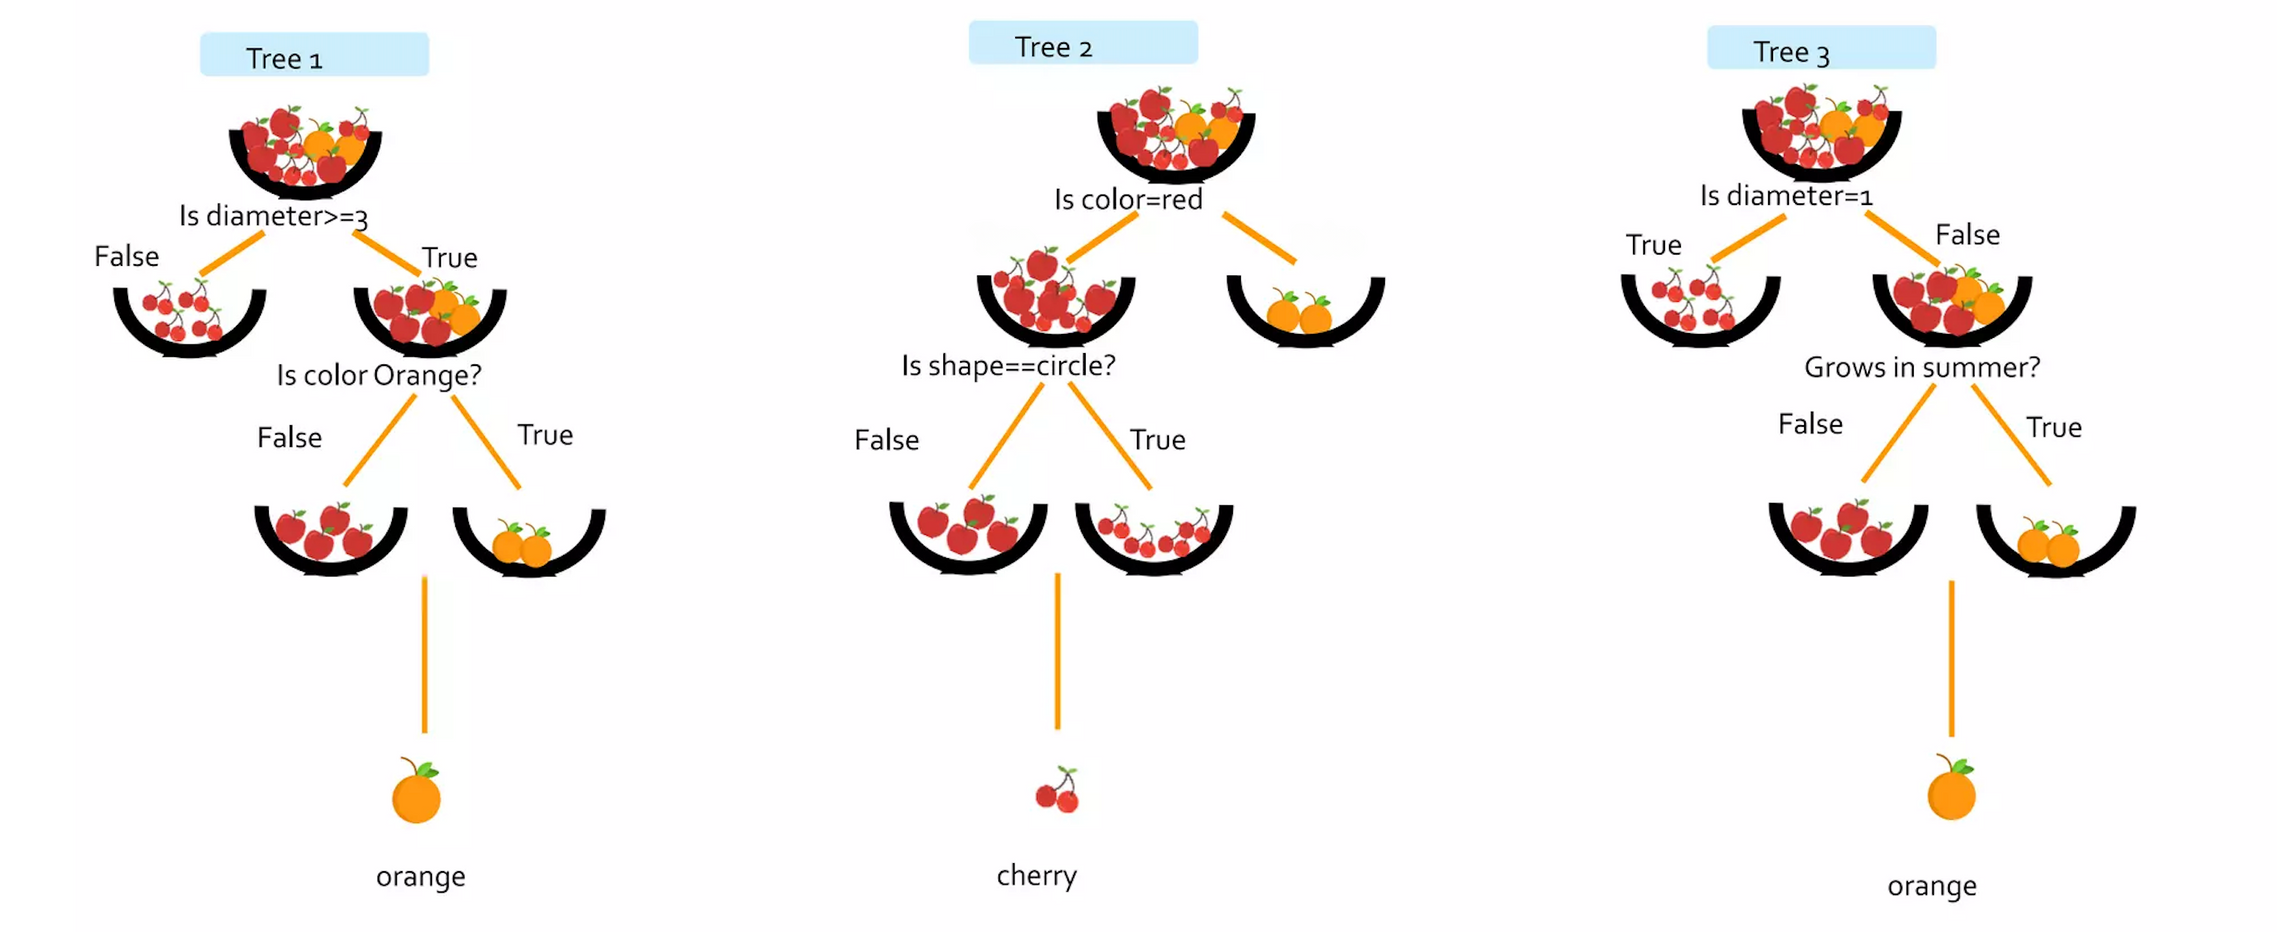 Tree 1
Is diameter>=3
False
True
Is color Orange?
False
True
orange
Tree 2
Is color=red
Is shape==circle?
False
True
cherry
Tree 3
Is diameter=1
True
False
Grows in summer?
False
True
orange